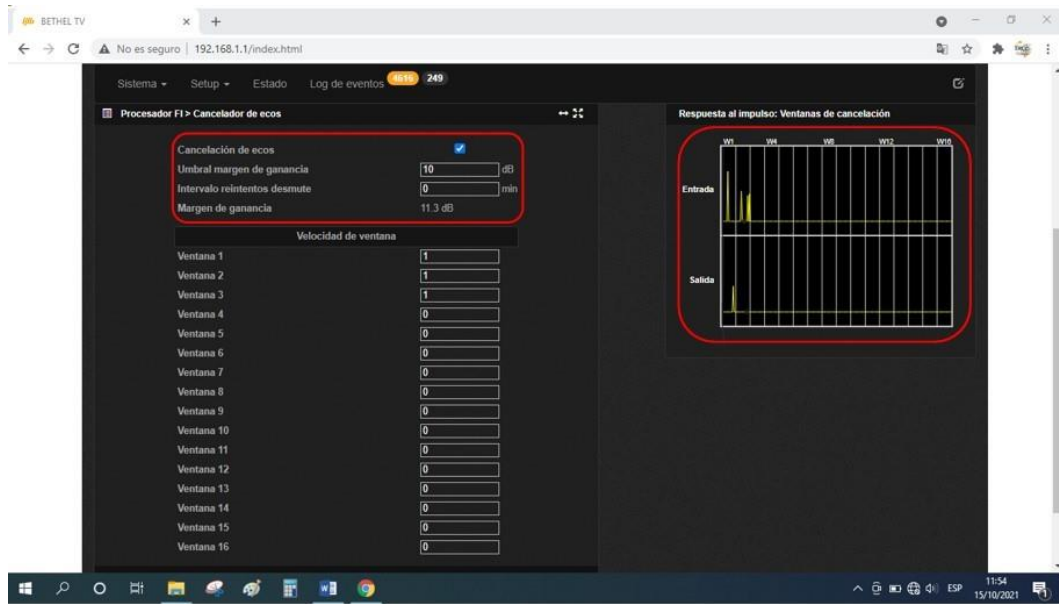 BETHEL TV
No es seguro | 192.168.1.1/index.html
Sistema Setup Estado Log de eventos 4616 249
Procesador FI > Cancelador de ecos
Cancelación de ecos
Umbral margen de ganancia 10 dB
Intervalo reintentos desmute 0 min
Margen de ganancia 11.3 dB
Velocidad de ventana
Ventana 1 1
Ventana 2 1
Ventana 3 1
Ventana 4 0
Ventana 5 0
Ventana 6 0
Ventana 7 0
Ventana 8 0
Ventana 9 0
Ventana 10 0
Ventana 11 0
Ventana 12 0
Ventana 13 0
Ventana 14 0
Ventana 15 0
Ventana 16 0
Respuesta al impulso: Ventanas de cancelación
W1 W4 W8 W12 W16
Entrada
Salida
ESP
11:54
15/10/2021